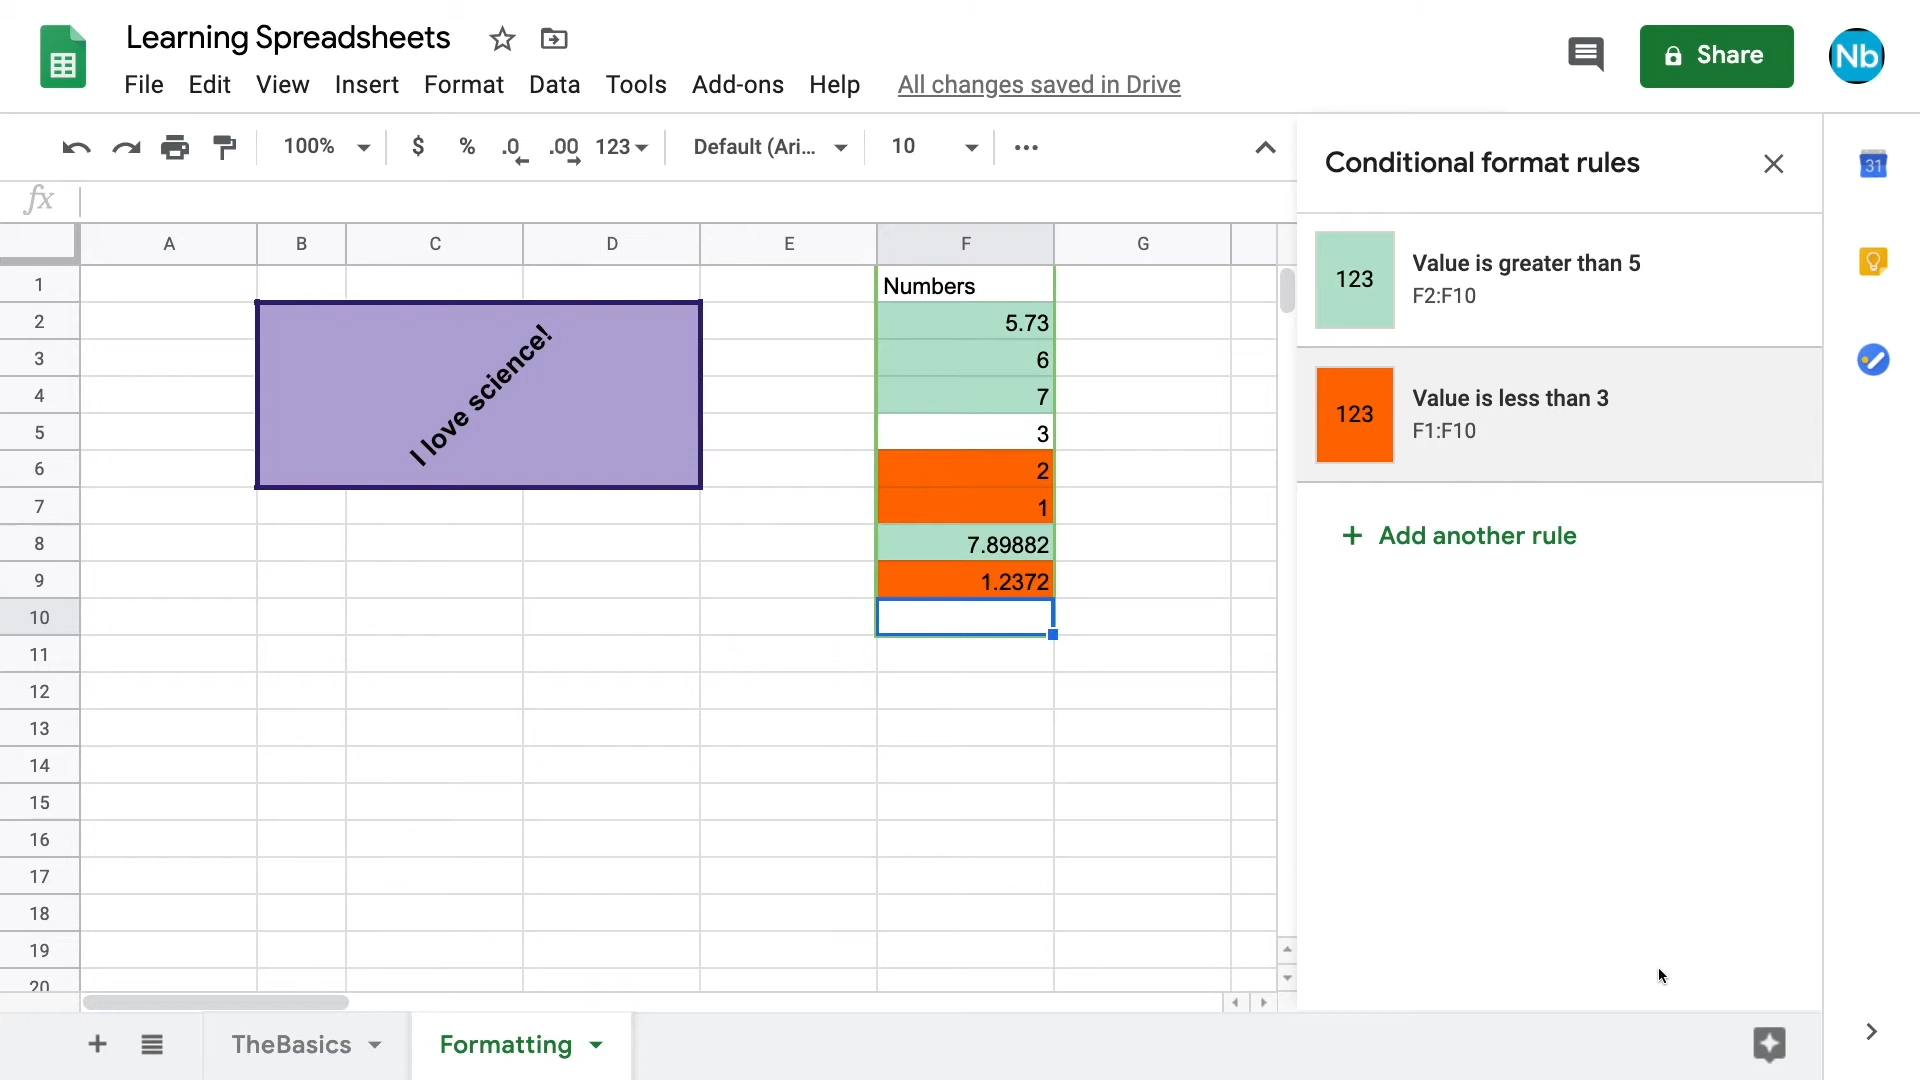 Learning Spreadsheets
File Edit View Insert Format Data Tools Add-ons Help All changes saved in Drive
Share
Nb
100% $ % .0 .00 123 Default (Ari... 10
fx
Conditional format rules
31
A B C D E F G
1 Numbers
2 5.73
3 6
4 7
5 3
6 2
7 1
8 7.89882
9 1.2372
10
11
12
13
14
15
16
17
18
19
20
I love science!
123 Value is greater than 5
F2:F10
123 Value is less than 3
F1:F10
+ Add another rule
TheBasics Formatting